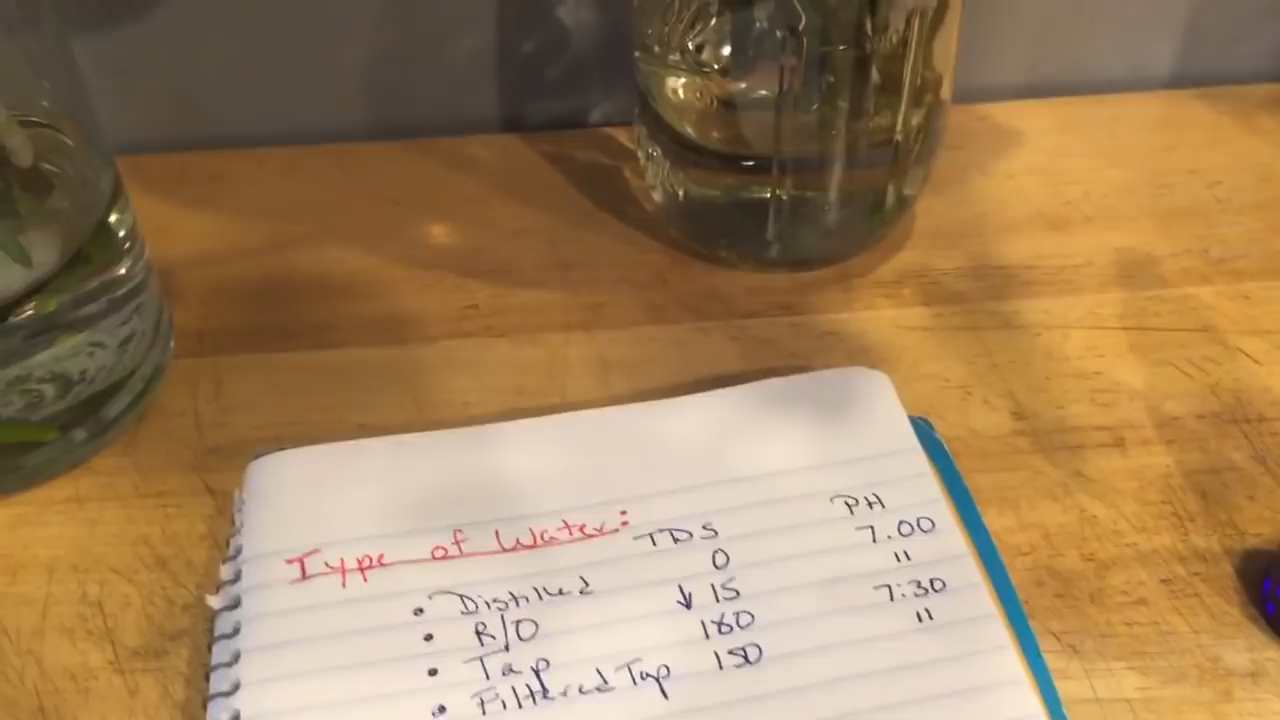 Type of Water: TDS PH
• Distilled 0 7.00
• R/O ↓ 15 "
• Tap 180 7:30
• Filtered Tap 150 "